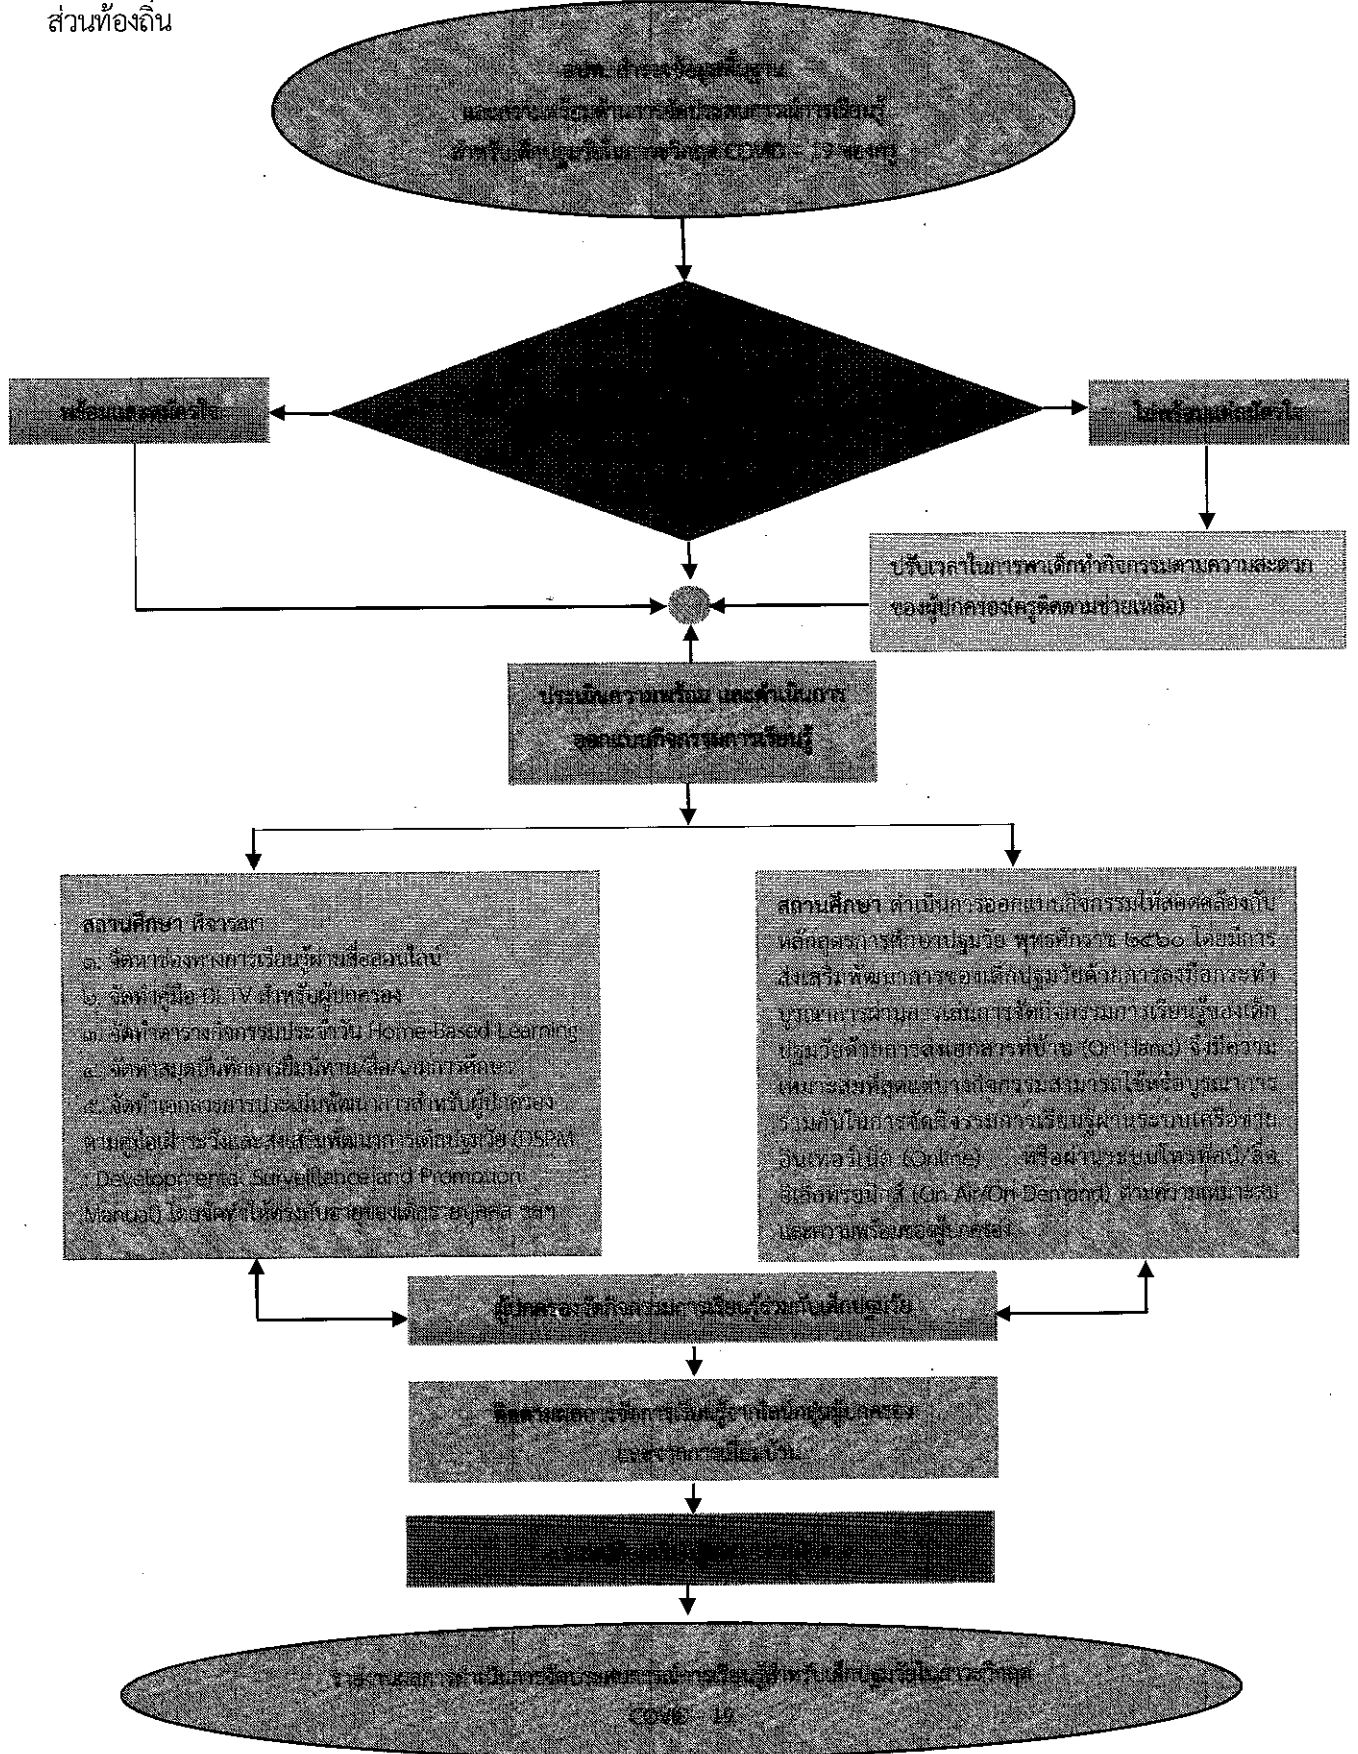 ส่วนท้องถิ่น
อปท. สำรวจข้อมูลพื้นฐาน
และความพร้อมด้านการจัดประสบการณ์การเรียนรู้
สำหรับเด็กปฐมวัยในภาวะวิกฤต COVID – 19 ของครู
พร้อมและสมัครใจ
ไม่พร้อมแต่สมัครใจ
ปรับเวลาในการพาเด็กทำกิจกรรมตามความสะดวก
ของผู้ปกครอง(ครูติดตามช่วยเหลือ)
ประเมินความพร้อม และดำเนินการ
ออกแบบกิจกรรมการเรียนรู้
สถานศึกษา พิจารณา
๑. จัดหาช่องทางการเรียนรู้ผ่านสื่อออนไลน์
๒. จัดทำคู่มือ DLTV สำหรับผู้ปกครอง
๓. จัดทำตารางกิจกรรมประจำวัน Home-Based Learning
๔. จัดทำสมุดบันทึกการยืมนิทาน/สื่อ/เกมการศึกษา
๕. จัดทำเอกสารการประเมินพัฒนาการสำหรับผู้ปกครอง
ตามคู่มือเฝ้าระวังและส่งเสริมพัฒนาการเด็กปฐมวัย (DSPM
: Developmental Surveillance and Promotion
Manual) โดยจัดทำให้ตรงกับอายุของเด็กรายบุคคล ฯลฯ
สถานศึกษา ดำเนินการออกแบบกิจกรรมให้สอดคล้องกับ
หลักสูตรการศึกษาปฐมวัย พุทธศักราช ๒๕๖๐ โดยมีการ
ส่งเสริมพัฒนาการของเด็กปฐมวัยด้วยการลงมือกระทำ
บูรณาการผ่านการเล่นการจัดกิจกรรมการเรียนรู้ของเด็ก
ปฐมวัยด้วยการส่งเอกสารที่บ้าน (On Hand) จึงมีความ
เหมาะสมที่สุดแต่บางกิจกรรมสามารถใช้หรือบูรณาการ
ร่วมกันในการจัดกิจรรมการเรียนรู้ผ่านระบบเครือข่าย
อินเทอร์เน็ต (Online) หรือผ่านระบบโทรทัศน์/สื่อ
อิเล็กทรอนิกส์ (On Air/On Demand) ตามความเหมาะสม
และความพร้อมของผู้ปกครอง
ผู้ปกครองจัดกิจกรรมการเรียนรู้ร่วมกับเด็กปฐมวัย
ติดตามผลการจัดการเรียนรู้จากไลน์กลุ่มผู้ปกครอง
และจากการเยี่ยมบ้าน
รายงานผลการดำเนินการจัดประสบการณ์การเรียนรู้สำหรับเด็กปฐมวัยในภาวะวิกฤต
COVID – 19